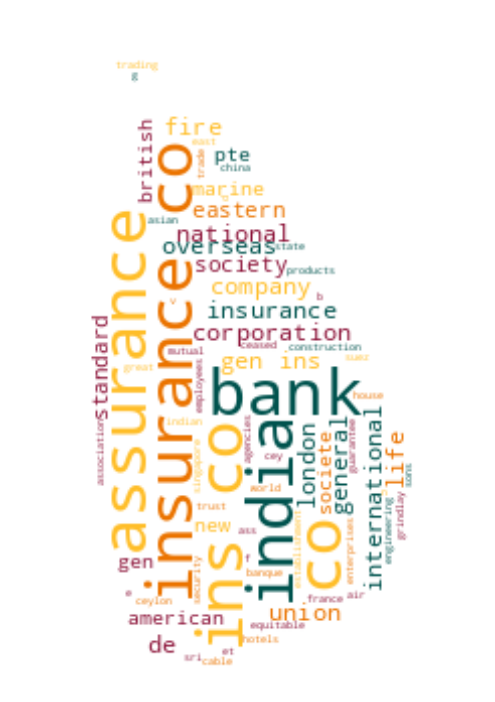 trading
g
british
fire
co
east
trade
pte
china
marine
asian
eastern
national
overseas
state
society
products
assurance
insurance
company
v
b
insurance
standard
corporation
mutual
ceased
construction
great
gen ins
suez
employees
bank
house
association
indian
ins co
india
agencies
cey
london
societe
general
guarantee
international
life
sons
grindlay
engineering
singapore
world
trust
new
ass
co
establishment
enterprises
gen
security
f
banque
e
ceylon
france
air
american
union
equitable
de
hotels
sri
cable
et